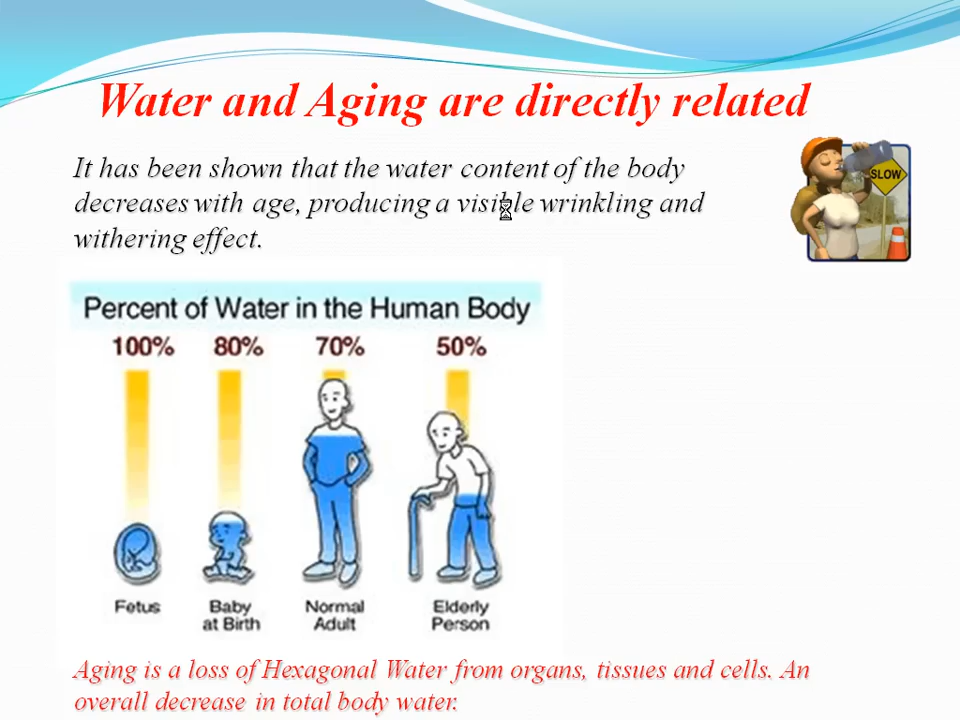 Water and Aging are directly related
It has been shown that the water content of the body
decreases with age, producing a visible wrinkling and
withering effect.
SLOW
Percent of Water in the Human Body
100% 80% 70% 50%
Fetus Baby at Birth Normal Adult Elderly Person
Aging is a loss of Hexagonal Water from organs, tissues and cells. An
overall decrease in total body water.